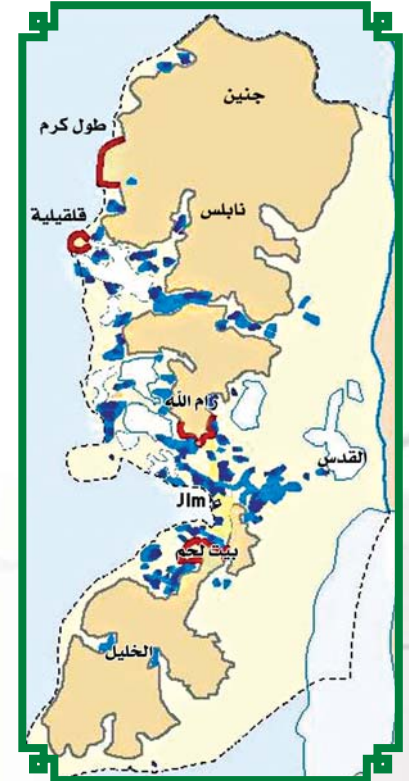 جنين
طول كرم
نابلس
قلقيلية
رام الله
القدس
Jlm
بيت لحم
الخليل